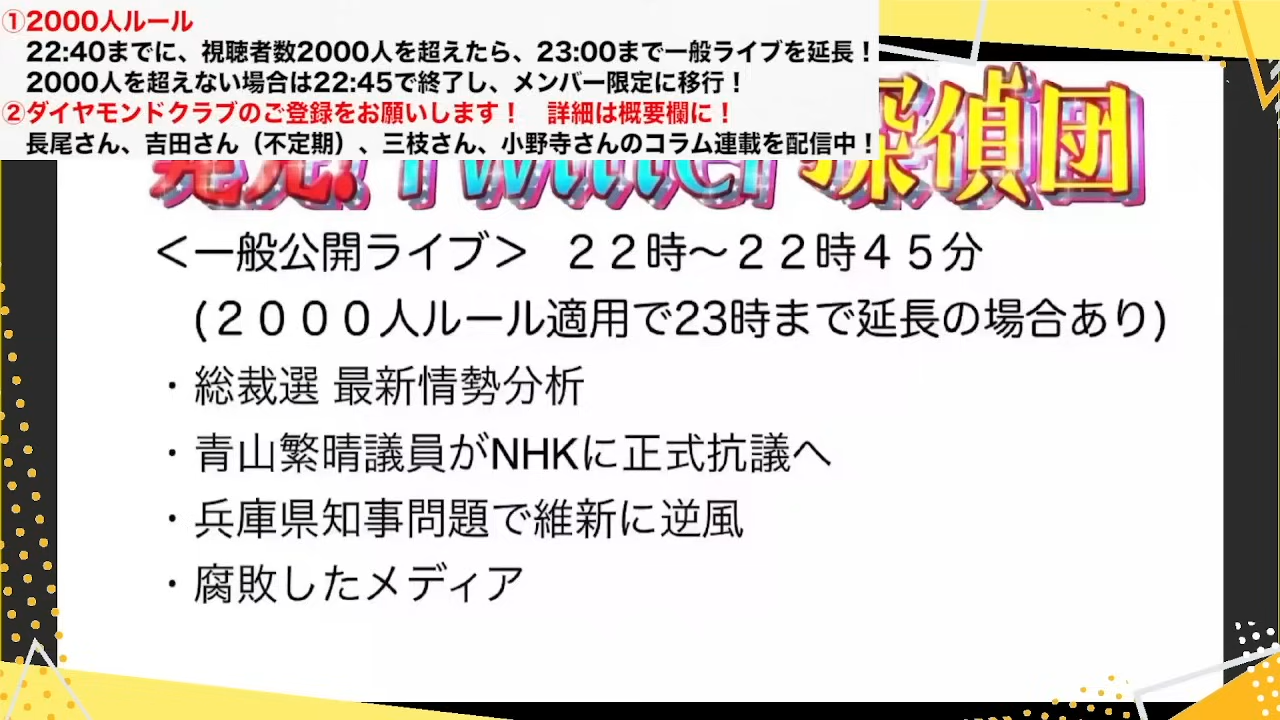 ①2000人ルール
22:40までに、視聴者数2000人を超えたら、23:00まで一般ライブを延長！
2000人を超えない場合は22:45で終了し、メンバー限定に移行！
②ダイヤモンドクラブのご登録をお願いします！　詳細は概要欄に！
長尾さん、吉田さん（不定期）、三枝さん、小野寺さんのコラム連載を配信中！
Twitter探偵団
＜一般公開ライブ＞ ２２時〜２２時４５分
(２０００人ルール適用で23時まで延長の場合あり)
・総裁選 最新情勢分析
・青山繁晴議員がNHKに正式抗議へ
・兵庫県知事問題で維新に逆風
・腐敗したメディア